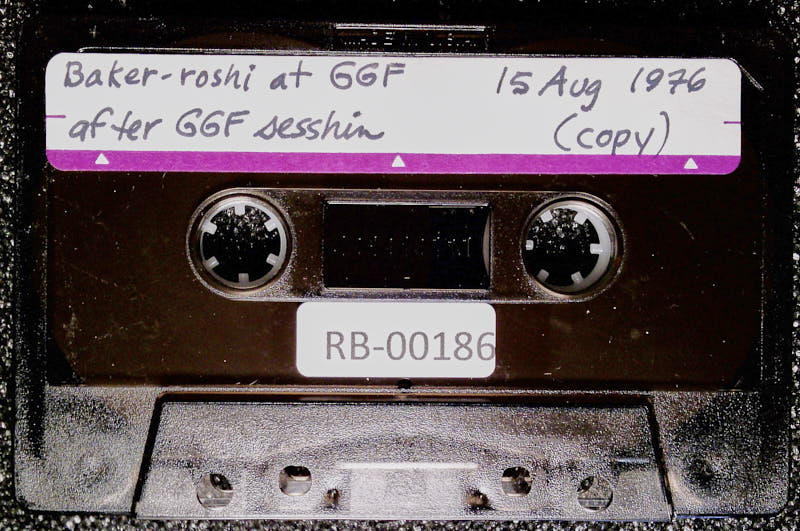 Baker-roshi at GGF 15 Aug 1976
after GGF sesshin (copy)
RB-00186